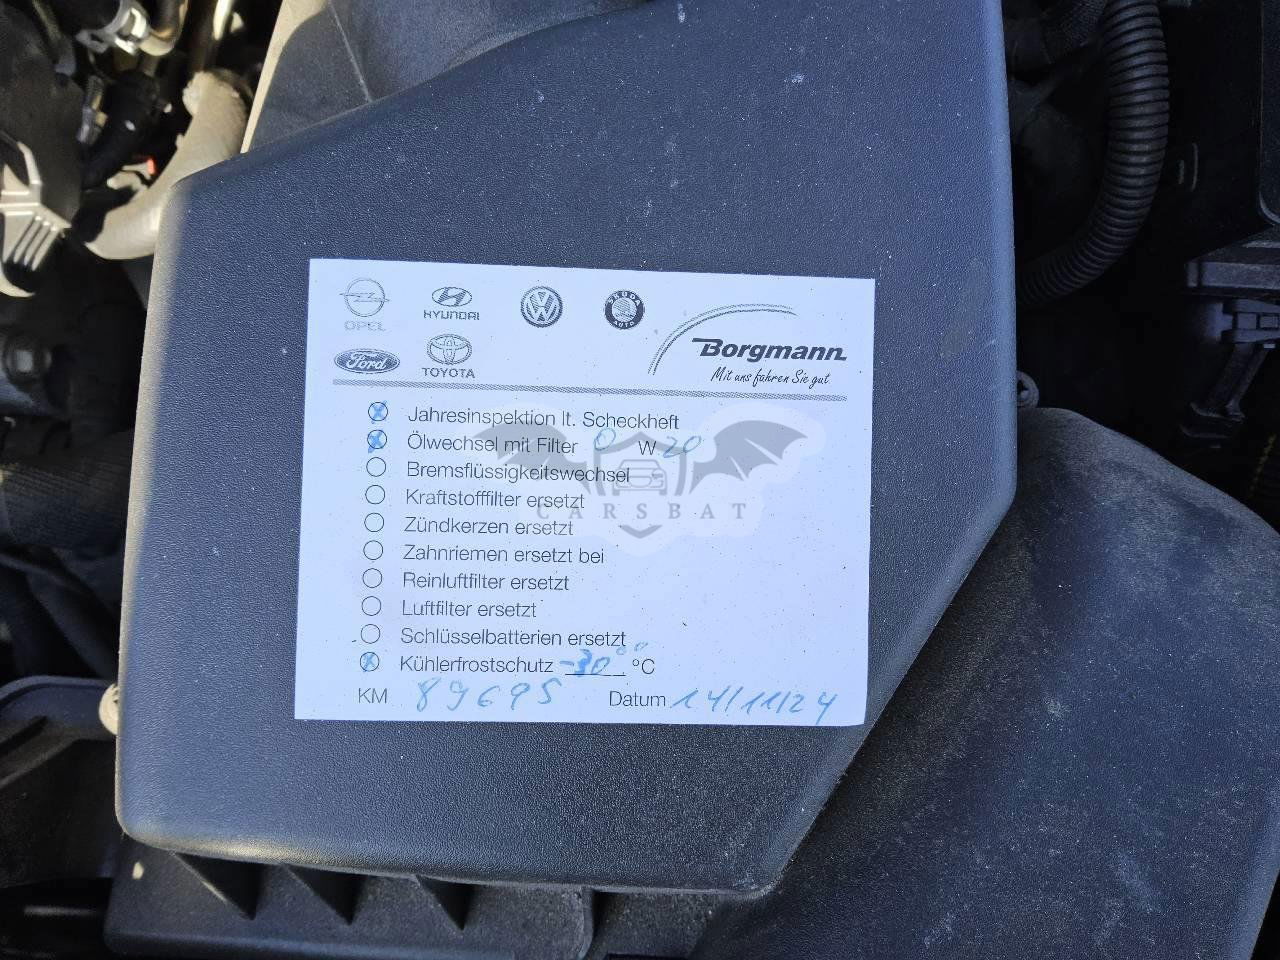 OPEL HYUNDAI SKODA AUTO
Ford TOYOTA Borgmann
Mit uns fahren Sie gut
Jahresinspektion lt. Scheckheft
Ölwechsel mit Filter 0 W 20
Bremsflüssigkeitswechsel
Kraftstofffilter ersetzt
CARSBAT
Zündkerzen ersetzt
Zahnriemen ersetzt bei
Reinluftfilter ersetzt
Luftfilter ersetzt
Schlüsselbatterien ersetzt
Kühlerfrostschutz -30°° °C
KM 89695 Datum 14/11/24